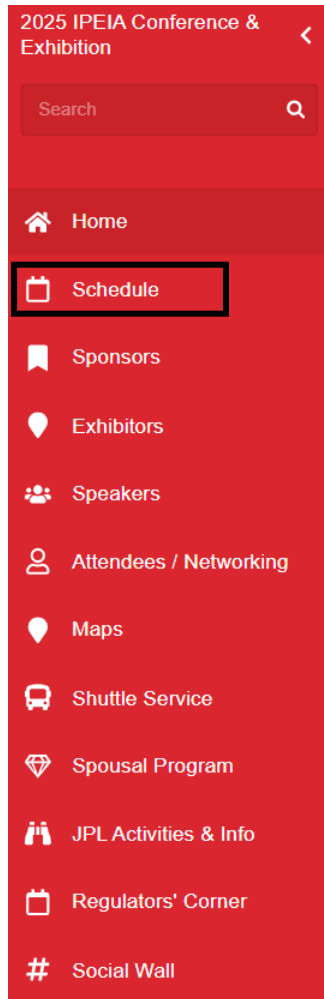 2025 IPEIA Conference &
Exhibition
Search
Home
Schedule
Sponsors
Exhibitors
Speakers
Attendees / Networking
Maps
Shuttle Service
Spousal Program
JPL Activities & Info
Regulators' Corner
Social Wall